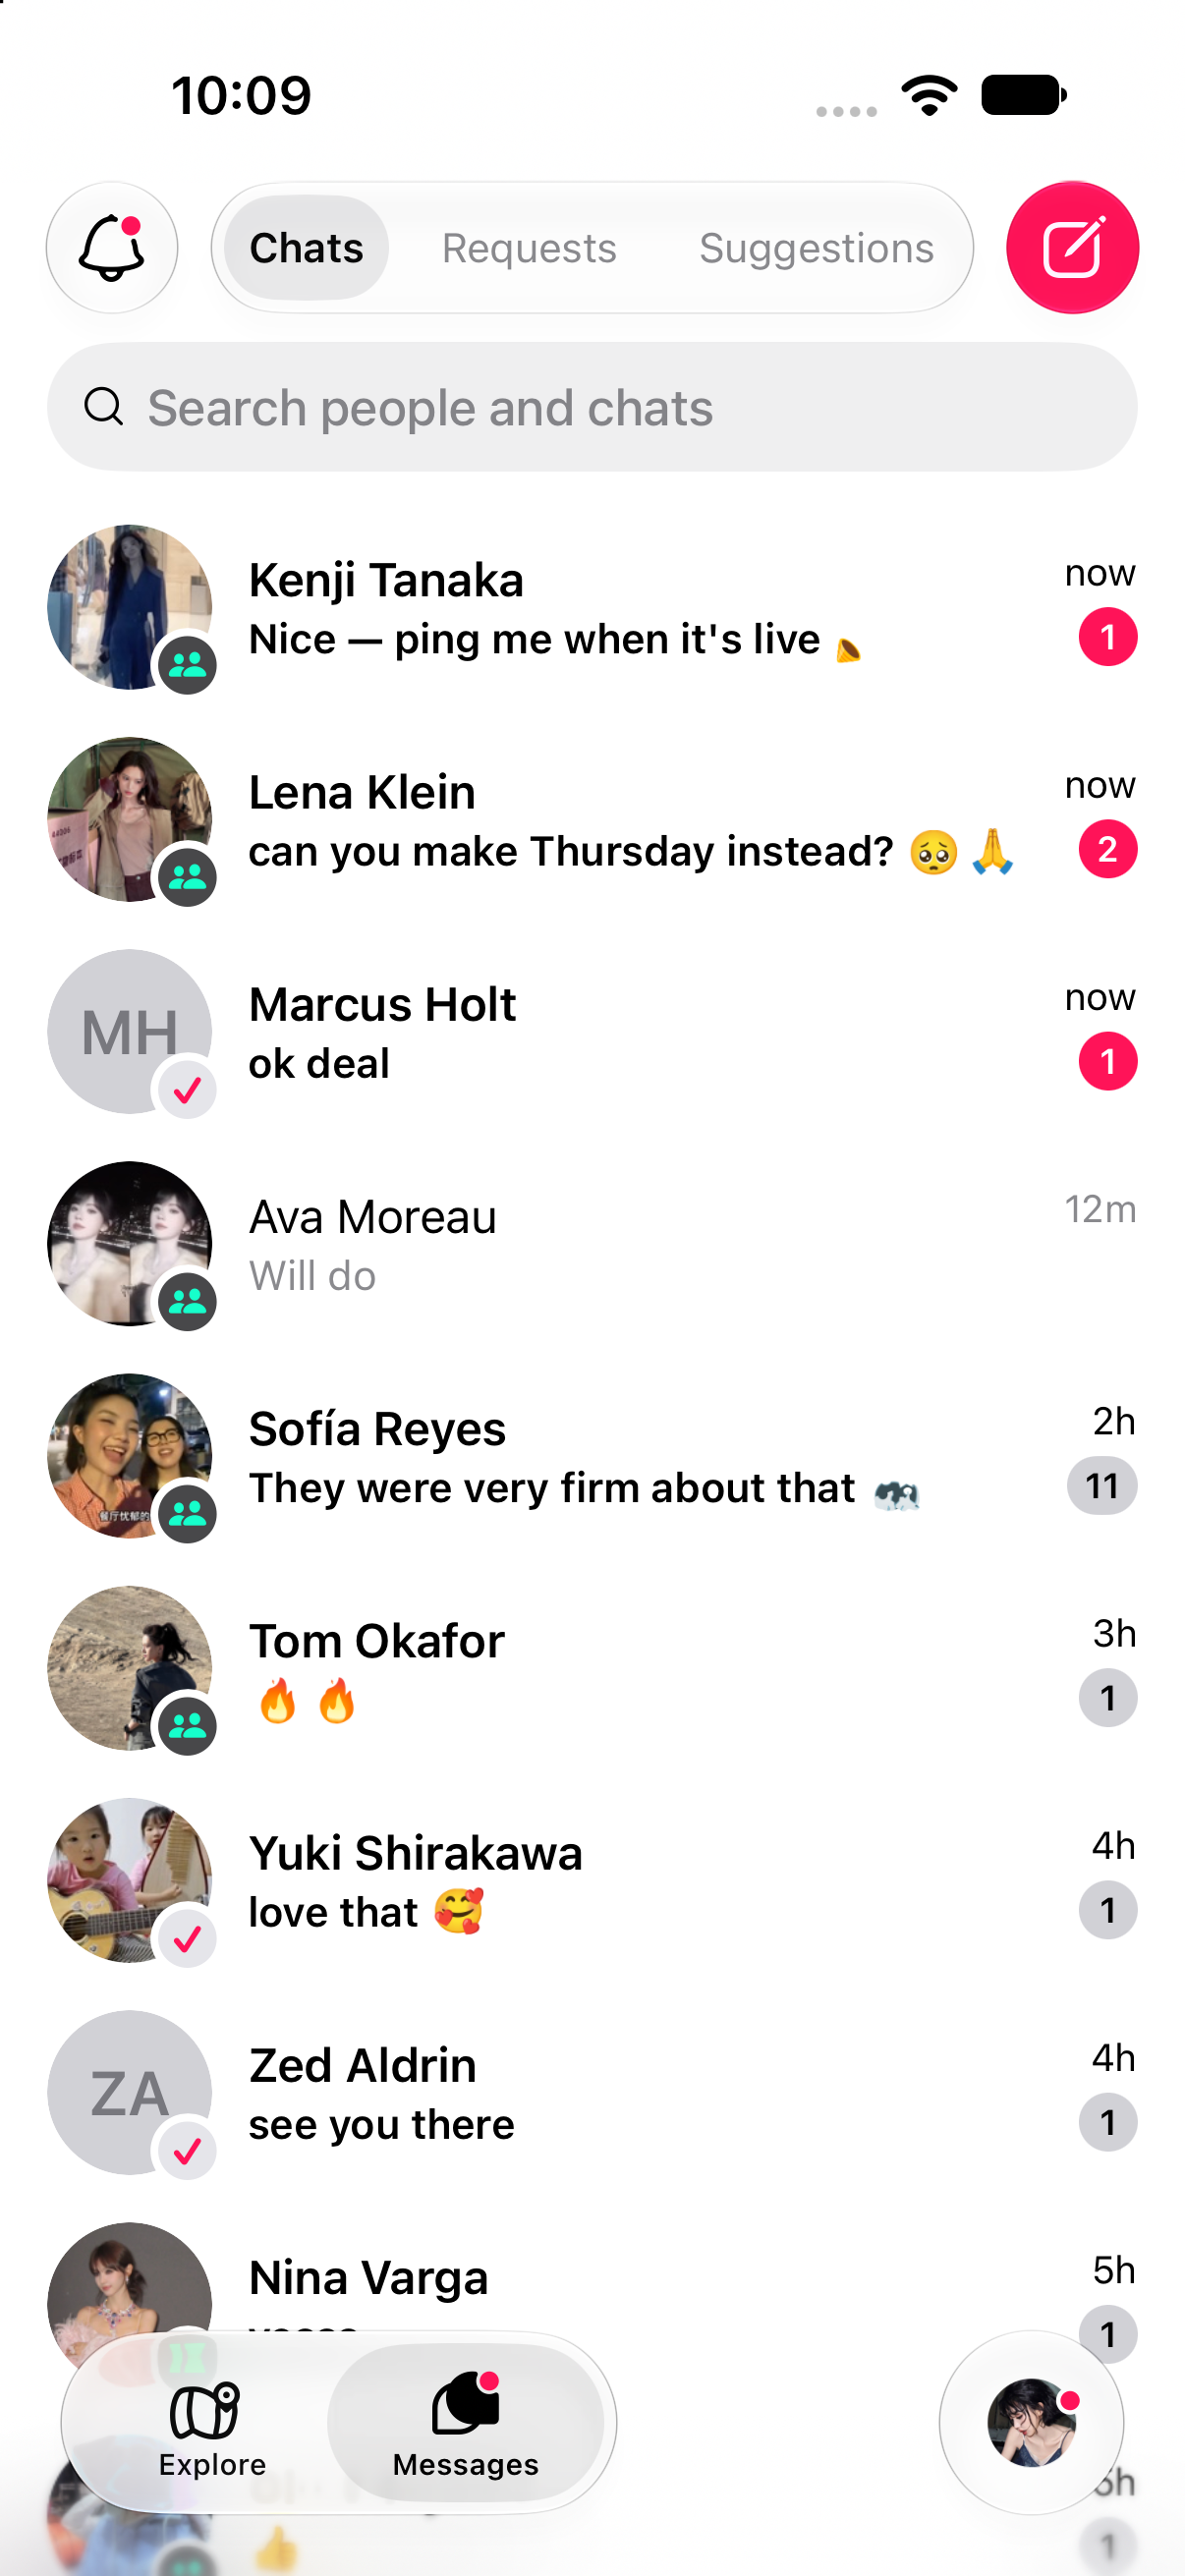 10:09
Chats
Requests
Suggestions
Search people and chats
Kenji Tanaka
now
Nice — ping me when it's live
1
Lena Klein
now
can you make Thursday instead? 🥺 🙏
2
MH
Marcus Holt
now
ok deal
1
Ava Moreau
12m
Will do
Sofía Reyes
2h
They were very firm about that
11
Tom Okafor
3h
🔥 🔥
1
Yuki Shirakawa
4h
love that 🥰
1
ZA
Zed Aldrin
4h
see you there
1
Nina Varga
5h
1
Explore
Messages
👍
1